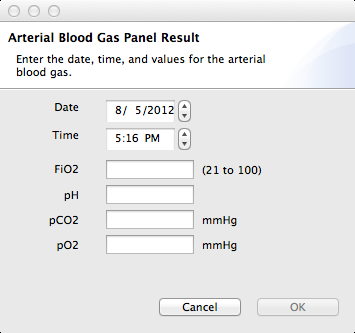 Arterial Blood Gas Panel Result
Enter the date, time, and values for the arterial
blood gas.
Date 8/ 5/2012
Time 5:16 PM
FiO2 (21 to 100)
pH
pCO2 mmHg
pO2 mmHg
Cancel OK